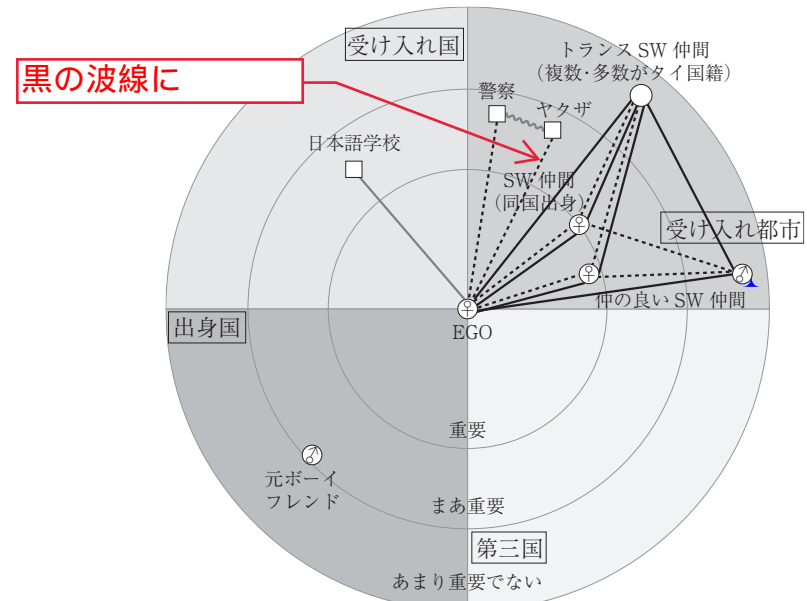 受け入れ国
トランス SW 仲間
（複数・多数がタイ国籍）
黒の波線に
警察
ヤクザ
日本語学校
SW 仲間
（同国出身）
受け入れ都市
仲の良い SW 仲間
出身国
EGO
重要
元ボーイ
フレンド
まあ重要
第三国
あまり重要でない